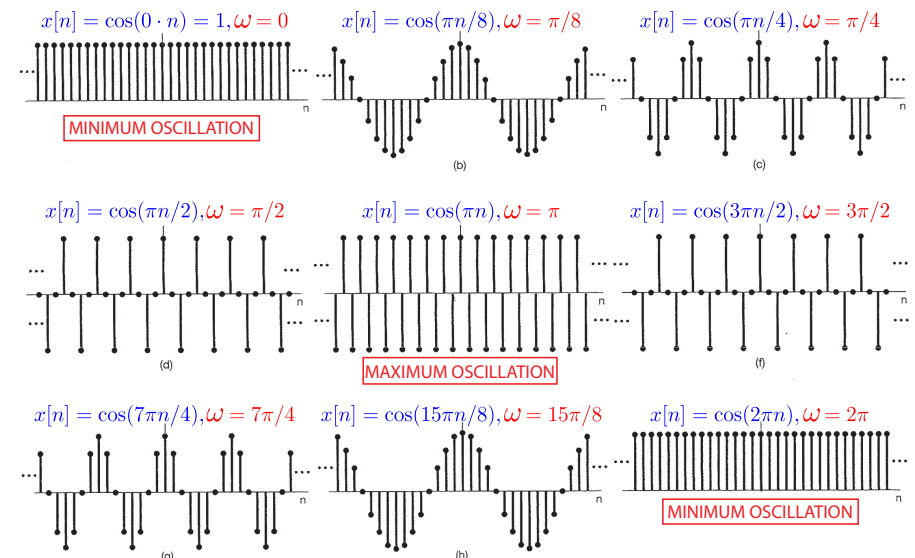 x[n] = cos(0 · n) = 1, ω = 0
... ...
n
MINIMUM OSCILLATION
x[n] = cos(πn/8), ω = π/8
... ...
n
(b)
x[n] = cos(πn/4), ω = π/4
... ...
n
(c)
x[n] = cos(πn/2), ω = π/2
... ...
n
... ...
(d)
x[n] = cos(πn), ω = π
... ...
n
... ...
MAXIMUM OSCILLATION
x[n] = cos(3πn/2), ω = 3π/2
... ...
n
... ...
(f)
x[n] = cos(7πn/4), ω = 7π/4
... ...
n
(g)
x[n] = cos(15πn/8), ω = 15π/8
... ...
n
(h)
x[n] = cos(2πn), ω = 2π
... ...
n
MINIMUM OSCILLATION